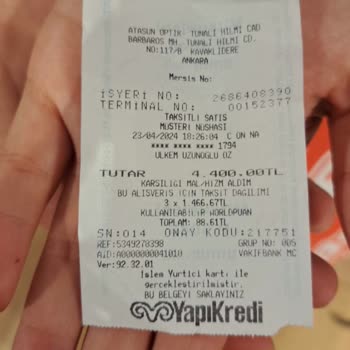 ATASUN OPTIK- TUNALI HILMI CAD
BARBAROS MH. TUNALI HILMI CD.
NO:117/B KAVAKLIDERE
ANKARA
Mersis No:
İSYERİ NO: 2686408390
TERMINAL NO: 00152377
TAKSITLI SATIS
MUSTERI NUSHASI
23/04/2024 18:26:04 C ON NA
**** **** **** 1794
ULKEM UZUNOGLU OZ
TUTAR 4.400.00TL
KARSILIGI MAL/HIZM ALDIM
BU ALISVERIS ICIN TAKSIT DAGILIMI
3 x 1.466.67TL
KULLANILABILIR WORLDPUAN
TOPLAM: 88.61TL
SN:014 ONAY KODU:217751
REF:5349278398 GRUP NO: 005
AID:A0000000041010 VAKIFBANK MC
Ver:92.32.01
İslem Yurtici kartı ile
gerceklestirilmistir.
BU BELGEYI SAKLAYINIZ
YapıKredi